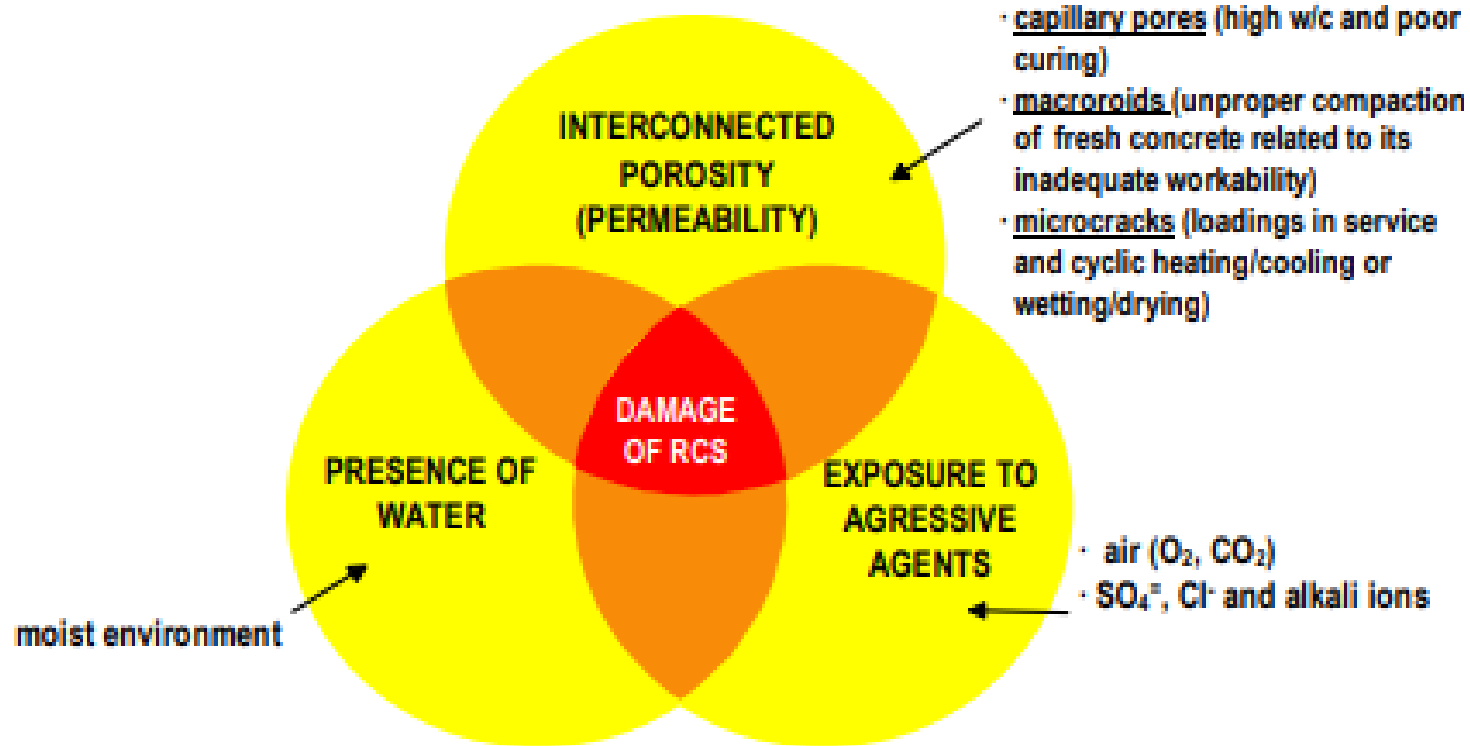 · capillary pores (high w/c and poor
curing)
· macroroids (unproper compaction
of fresh concrete related to its
inadequate workability)
· microcracks (loadings in service
and cyclic heating/cooling or
wetting/drying)
INTERCONNECTED
POROSITY
(PERMEABILITY)
DAMAGE
OF RCS
PRESENCE OF
WATER
EXPOSURE TO
AGRESSIVE
AGENTS
· air (O₂, CO₂)
· SO₄⁼, Cl⁻ and alkali ions
moist environment